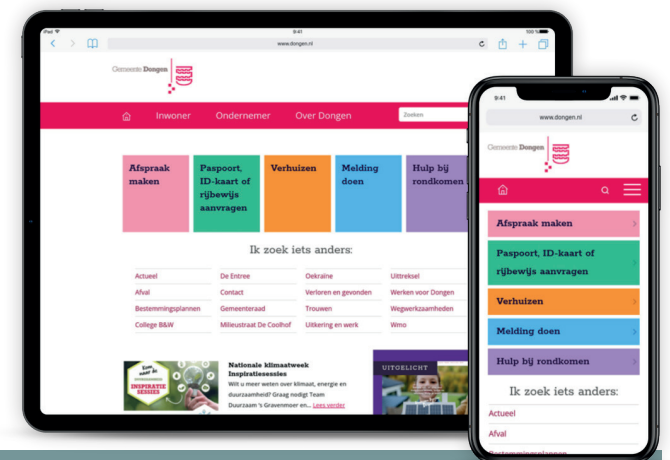 iPad
9:41
100 %
www.dongen.nl
Gemeente Dongen
Inwoner Ondernemer Over Dongen Zoeken
Afspraak maken
Paspoort, ID-kaart of rijbewijs aanvragen
Verhuizen
Melding doen
Hulp bij rondkomen
Ik zoek iets anders:
Actueel De Entree Oekraïne Uittreksel
Afval Contact Verloren en gevonden Werken voor Dongen
Bestemmingsplannen Gemeenteraad Trouwen Wegwerkzaamheden
College B&W Milieustraat De Coolhof Uitkering en werk Wmo
Kom naar de
INSPIRATIE
SESSIES
Nationale klimaatweek
Inspiratiesessies
Wilt u meer weten over klimaat, energie en
duurzaamheid? Graag nodigt Team
Duurzaam 's Gravenmoer en... Lees verder
UITGELICHT
9:41
www.dongen.nl
Gemeente Dongen
Afspraak maken
Paspoort, ID-kaart of
rijbewijs aanvragen
Verhuizen
Melding doen
Hulp bij rondkomen
Ik zoek iets anders:
Actueel
Afval
Bestemmingsplannen